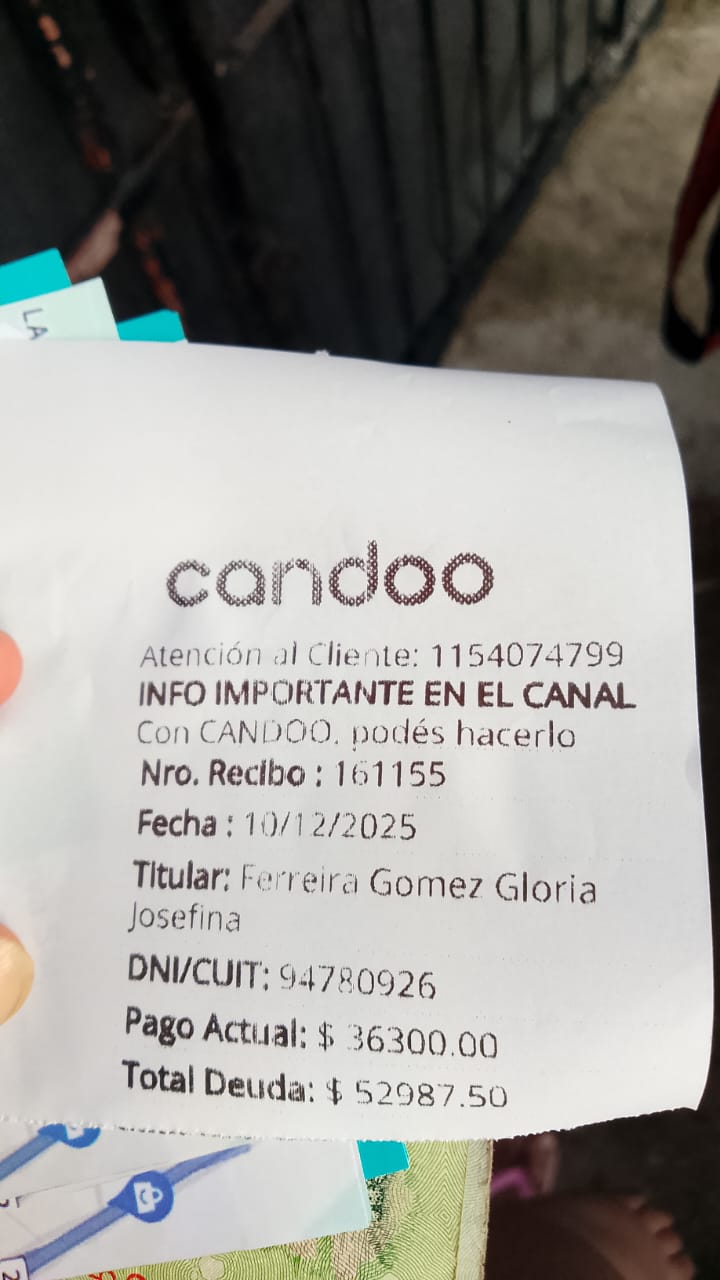 LA
candoo
Atención al Cliente: 1154074799
INFO IMPORTANTE EN EL CANAL
Con CANDOO, podés hacerlo
Nro. Recibo : 161155
Fecha : 10/12/2025
Titular: Ferreira Gomez Gloria
Josefina
DNI/CUIT: 94780926
Pago Actual: $ 36300.00
Total Deuda: $ 52987.50